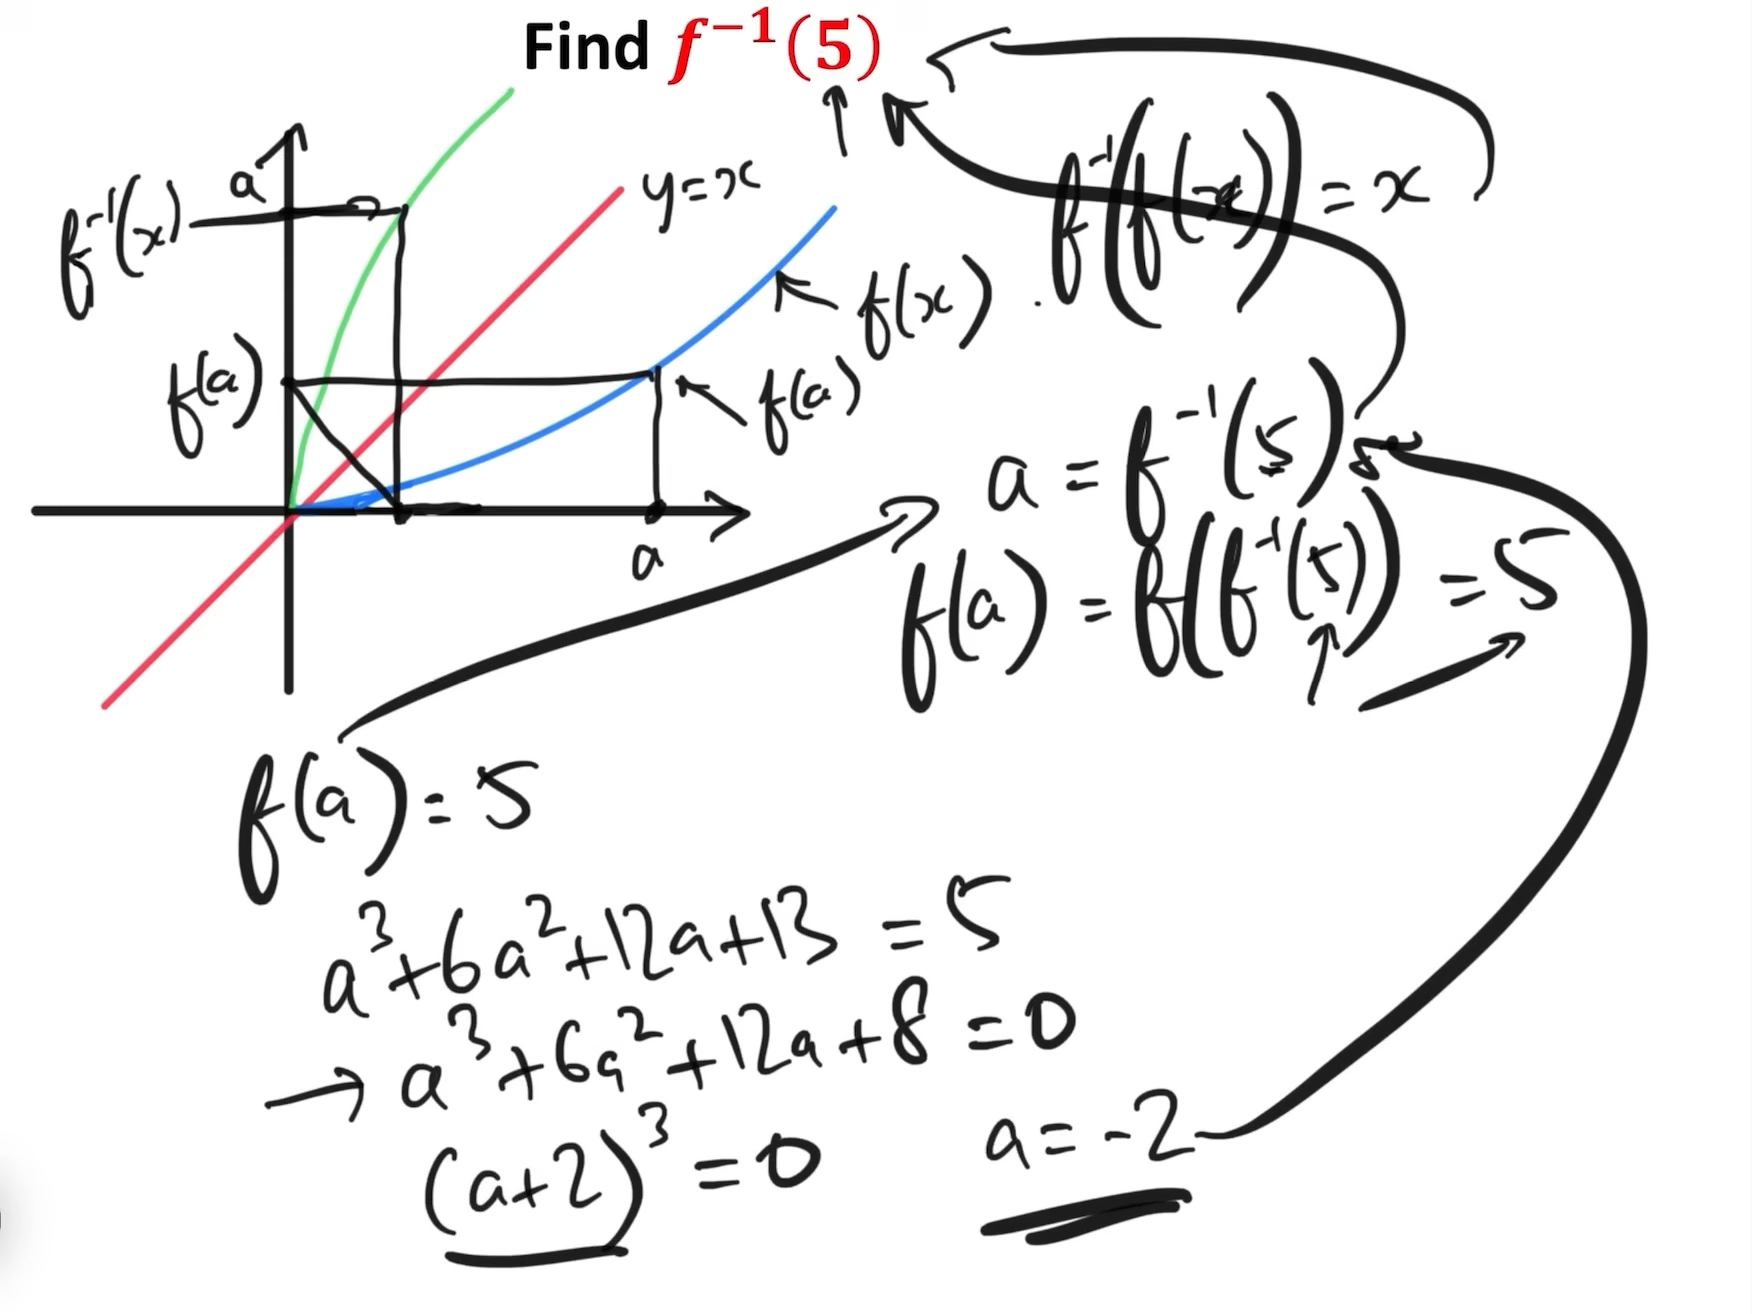 Find f⁻¹(5)
a
f⁻¹(x)
y=x
f⁻¹(f(x)) = x
f(x)
f(a)
f(a)
a
a = f⁻¹(5)
f(a) = f(f⁻¹(5)) = 5
f(a) = 5
a³+6a²+12a+13 = 5
→ a³+6a²+12a+8 = 0
(a+2)³ = 0
a = -2